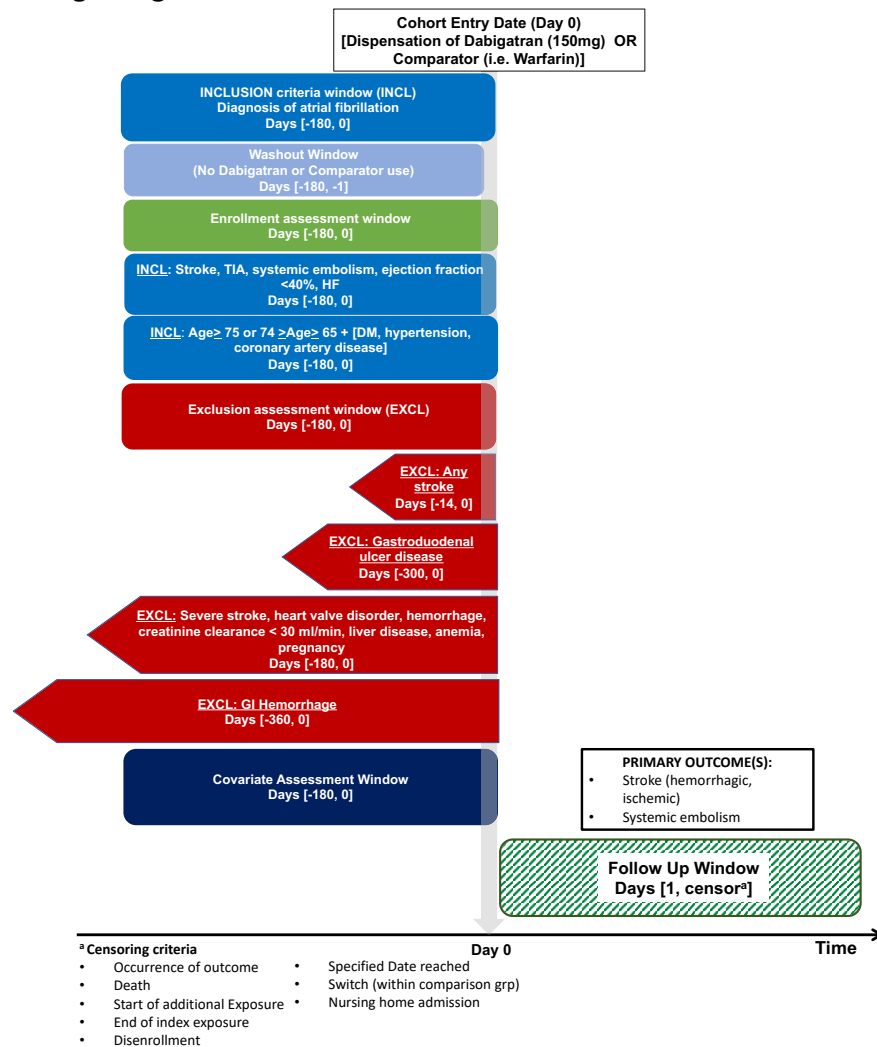 Cohort Entry Date (Day 0)
[Dispensation of Dabigatran (150mg)  OR
Comparator (i.e. Warfarin)]
INCLUSION criteria window (INCL)
Diagnosis of atrial fibrillation
Days [-180, 0]
Washout Window
(No Dabigatran or Comparator use)
Days [-180, -1]
Enrollment assessment window
Days [-180, 0]
INCL: Stroke, TIA, systemic embolism, ejection fraction
<40%, HF
Days [-180, 0]
INCL: Age≥ 75 or 74 ≥Age≥ 65 + [DM, hypertension,
coronary artery disease]
Days [-180, 0]
Exclusion assessment window (EXCL)
Days [-180, 0]
EXCL: Any
stroke
Days [-14, 0]
EXCL: Gastroduodenal
ulcer disease
Days [-300, 0]
EXCL: Severe stroke, heart valve disorder, hemorrhage,
creatinine clearance < 30 ml/min, liver disease, anemia,
pregnancy
Days [-180, 0]
EXCL: GI Hemorrhage
Days [-360, 0]
Covariate Assessment Window
Days [-180, 0]
PRIMARY OUTCOME(S):
• Stroke (hemorrhagic,
ischemic)
• Systemic embolism
Follow Up Window
Days [1, censorᵃ]
Day 0
Time
ᵃ Censoring criteria
• Occurrence of outcome
• Death
• Start of additional Exposure
• End of index exposure
• Disenrollment
• Specified Date reached
• Switch (within comparison grp)
• Nursing home admission